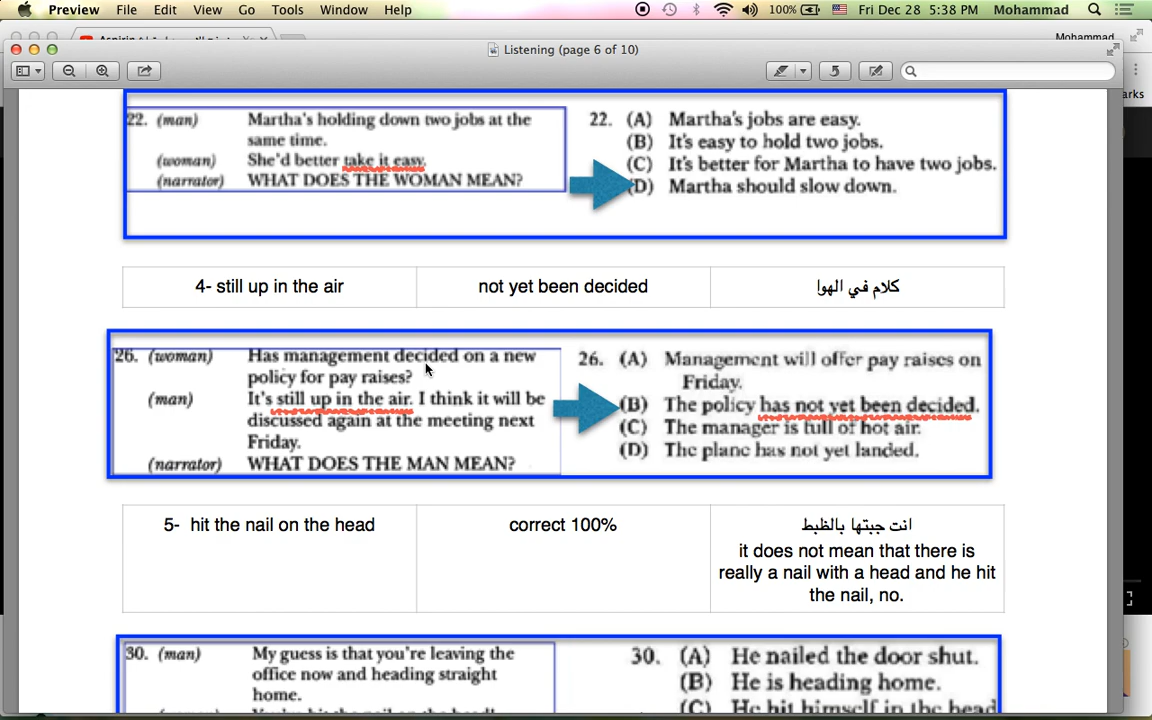 Preview File Edit View Go Tools Window Help 100% Fri Dec 28 5:38 PM Mohammad
Mohammad
Listening (page 6 of 10)
arks
22. (man) Martha's holding down two jobs at the
same time.
(woman) She'd better take it easy.
(narrator) WHAT DOES THE WOMAN MEAN?
22. (A) Martha's jobs are easy.
(B) It's easy to hold two jobs.
(C) It's better for Martha to have two jobs.
(D) Martha should slow down.
4- still up in the air
not yet been decided
كلام في الهوا
26. (woman) Has management decided on a new
policy for pay raises?
(man) It's still up in the air. I think it will be
discussed again at the meeting next
Friday.
(narrator) WHAT DOES THE MAN MEAN?
26. (A) Management will offer pay raises on
Friday.
(B) The policy has not yet been decided.
(C) The manager is full of hot air.
(D) The plane has not yet landed.
5- hit the nail on the head
correct 100%
انت جبتها بالظبط
it does not mean that there is
really a nail with a head and he hit
the nail, no.
30. (man) My guess is that you're leaving the
office now and heading straight
home.
30. (A) He nailed the door shut.
(B) He is heading home.
(C) He hit himself in the head